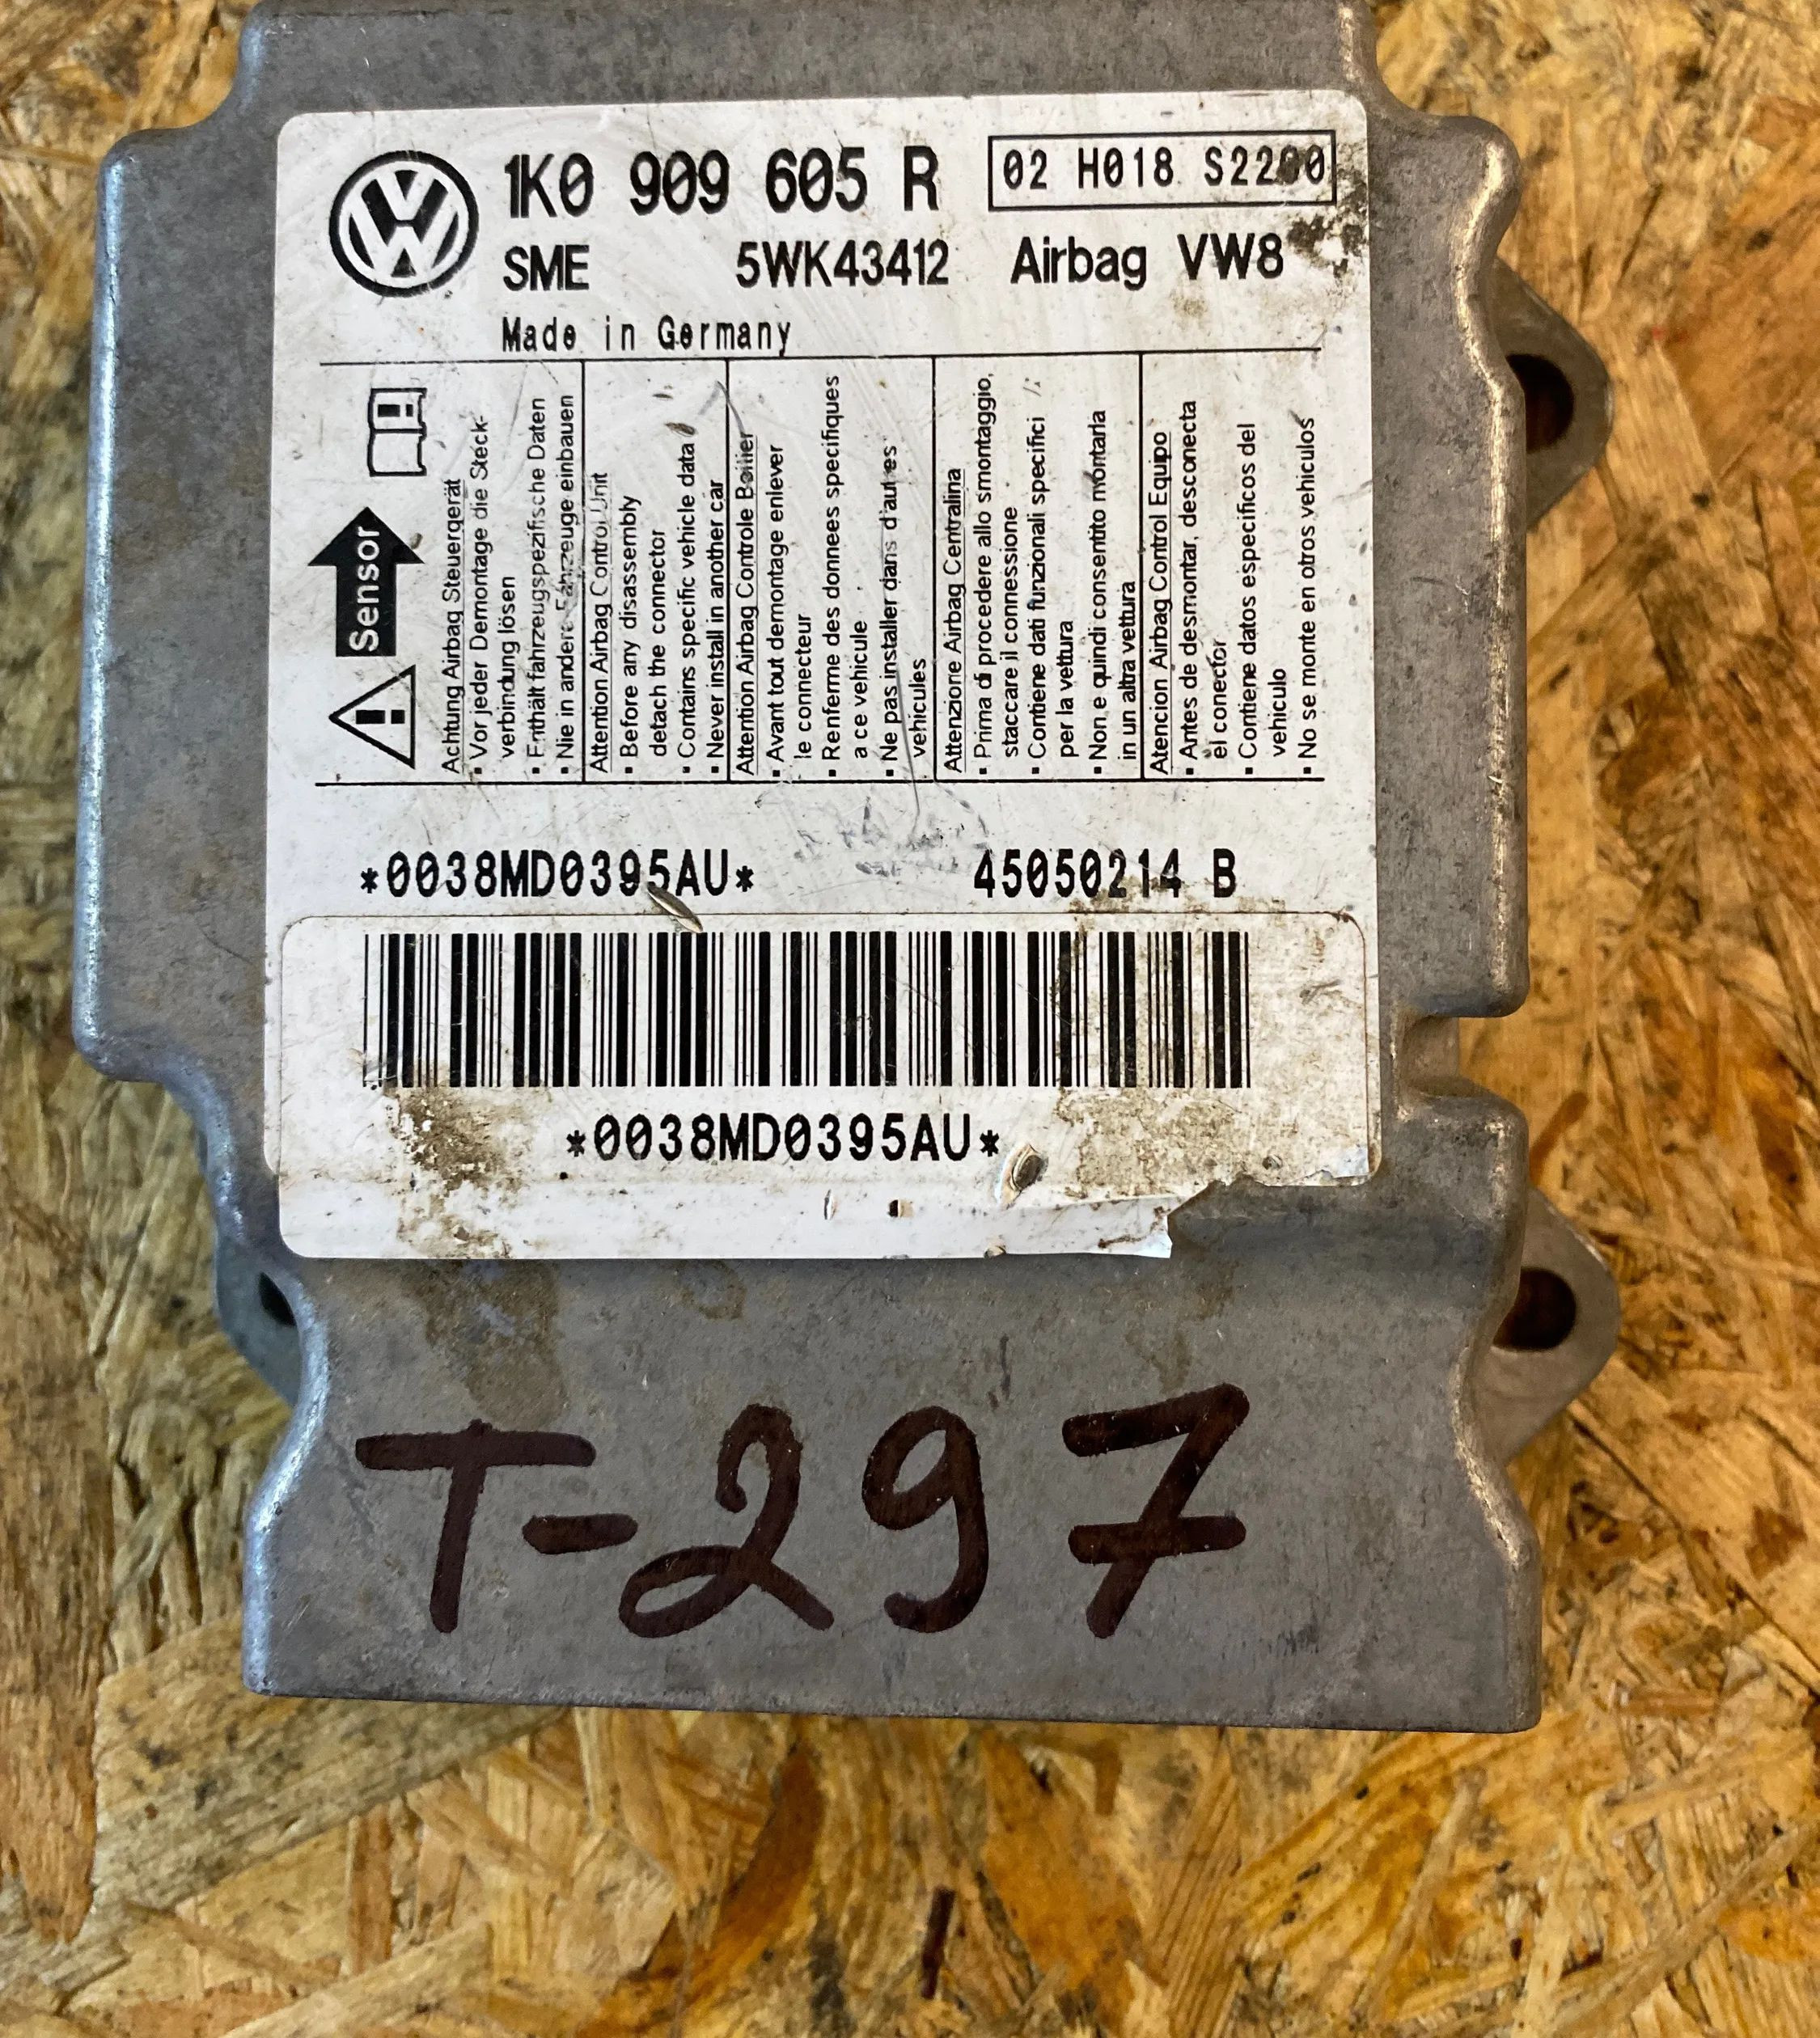 1K0 909 605 R
02 H018 S2200
SME 5WK43412 Airbag VW8
Made in Germany
Sensor
Achtung Airbag Steuergerät
▪ Vor jeder Demontage die Steck-
verbindung lösen
▪ Enthält fahrzeugspezifische Daten
▪ Nie in andere Fahrzeuge einbauen
Attention Airbag Control Unit
▪ Before any disassembly
detach the connector
▪ Contains specific vehicle data
▪ Never install in another car
Attention Airbag Controle Boitier
▪ Avant tout demontage enlever
le connecteur
▪ Renferme des donnees specifiques
a ce vehicule
▪ Ne pas installer dans d'autres
vehicules
Attenzione Airbag Centralina
▪ Prima di procedere allo smontaggio,
staccare il connessione
▪ Contiene dati funzionali specifici
per la vettura
▪ Non e quindi consentito montarla
in un altra vettura
Atencion Airbag Control Equipo
▪ Antes de desmontar, desconecta
el conector
▪ Contiene datos especificos del
vehiculo
▪ No se monte en otros vehiculos
*0038MD0395AU* 45050214 B
*0038MD0395AU*
T-297